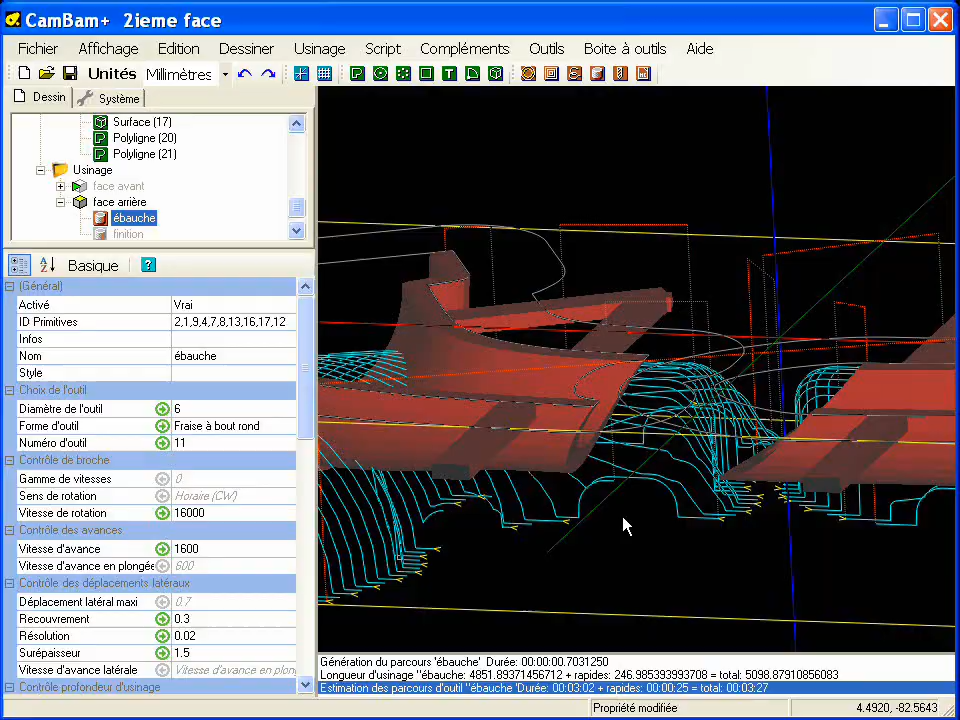 CamBam+  2ieme face
Fichier Affichage Edition Dessiner Usinage Script Compléments Outils Boite à outils Aide
Unités Millimètres
Dessin Système
Surface (17)
Polyligne (20)
Polyligne (21)
Usinage
face avant
face arrière
ébauche
finition
Basique
(Général)
Activé Vrai
ID Primitives 2,1,9,4,7,8,13,16,17,12
Infos
Nom ébauche
Style
Choix de l'outil
Diamètre de l'outil 6
Forme d'outil Fraise à bout rond
Numéro d'outil 11
Contrôle de broche
Gamme de vitesses 0
Sens de rotation Horaire (CW)
Vitesse de rotation 16000
Contrôle des avances
Vitesse d'avance 1600
Vitesse d'avance en plongée 600
Contrôle des déplacements latéraux
Déplacement latéral maxi 0.7
Recouvrement 0.3
Résolution 0.02
Surépaisseur 1.5
Vitesse d'avance latérale Vitesse d'avance en plon
Contrôle profondeur d'usinage
Génération du parcours 'ébauche' Durée: 00:00:00.7031250
Longueur d'usinage ''ébauche: 4851.89371456712 + rapides: 246.985393993708 = total: 5098.87910856083
Estimation des parcours d'outil ''ébauche 'Durée: 00:03:02 + rapides: 00:00:25 = total: 00:03:27
Propriété modifiée 4.4920, -82.5643